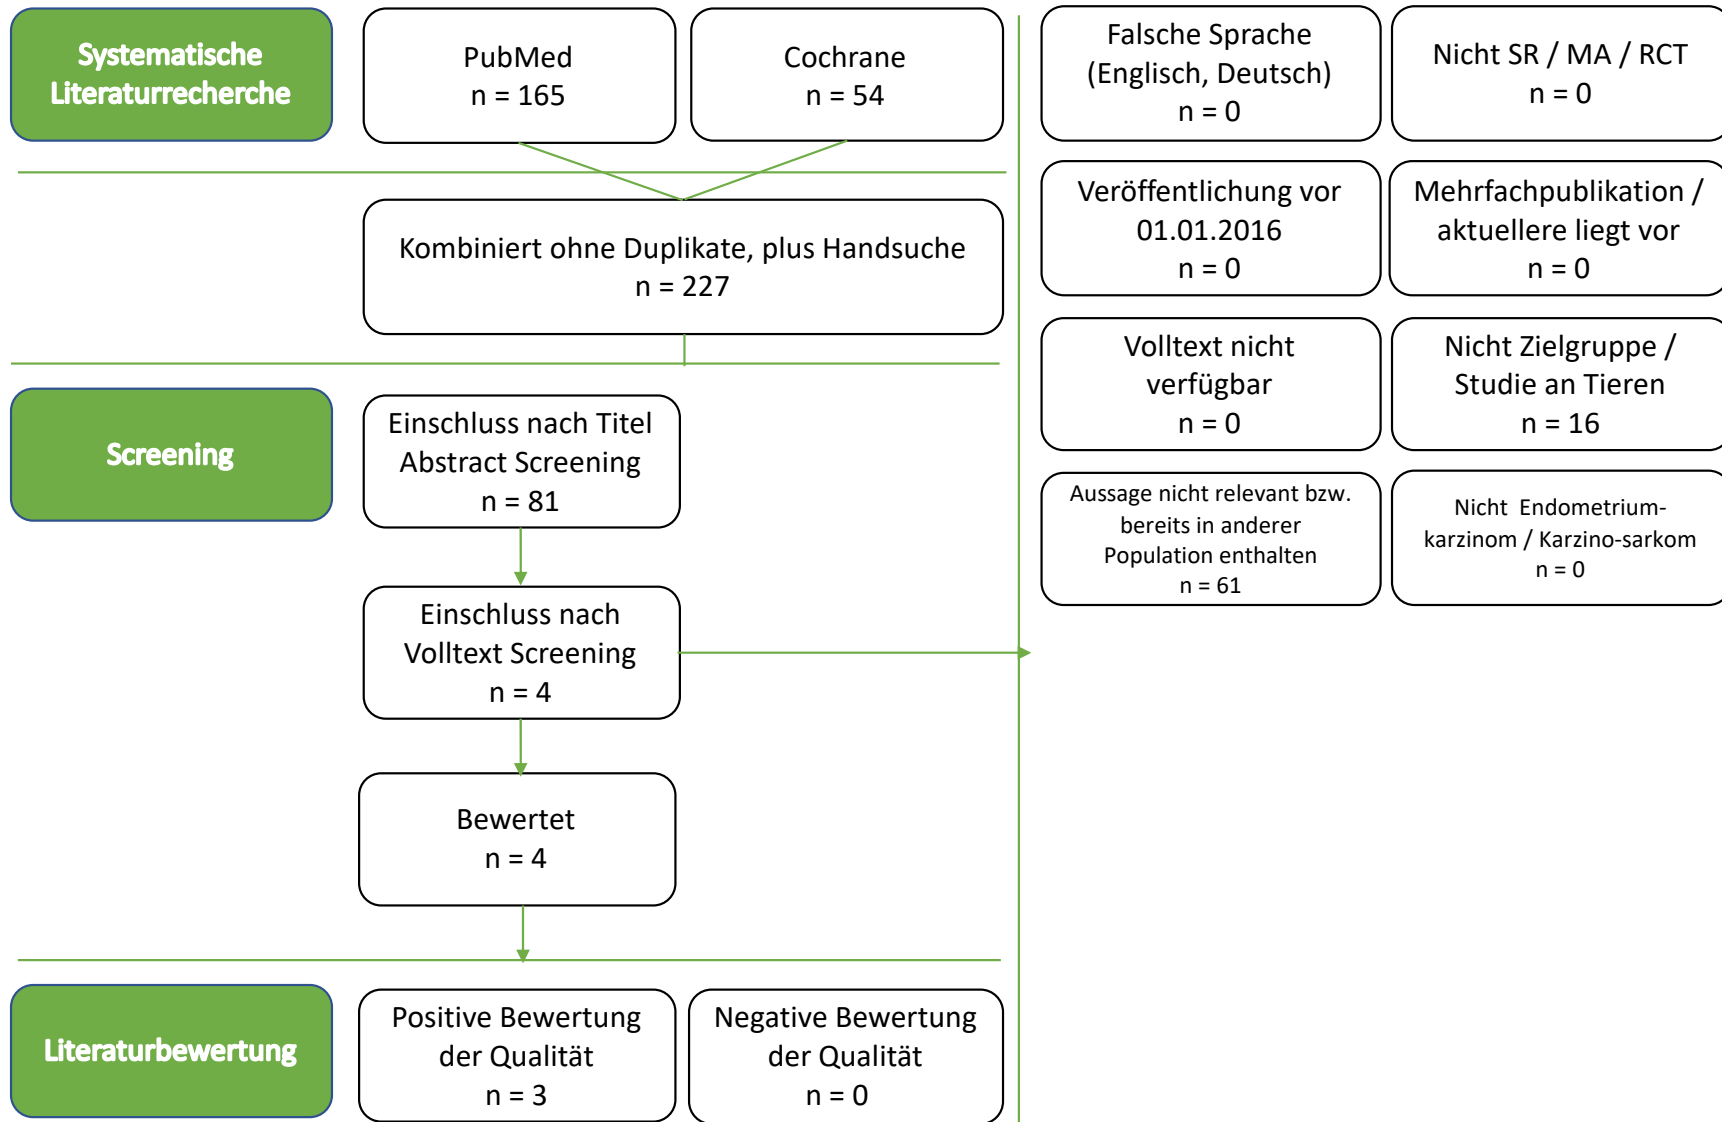 Systematische
Literaturrecherche
PubMed
n = 165
Cochrane
n = 54
Kombiniert ohne Duplikate, plus Handsuche
n = 227
Screening
Einschluss nach Titel
Abstract Screening
n = 81
Einschluss nach
Volltext Screening
n = 4
Bewertet
n = 4
Literaturbewertung
Positive Bewertung
der Qualität
n = 3
Negative Bewertung
der Qualität
n = 0
Falsche Sprache
(Englisch, Deutsch)
n = 0
Nicht SR / MA / RCT
n = 0
Veröffentlichung vor
01.01.2016
n = 0
Mehrfachpublikation /
aktuellere liegt vor
n = 0
Volltext nicht
verfügbar
n = 0
Nicht Zielgruppe /
Studie an Tieren
n = 16
Aussage nicht relevant bzw.
bereits in anderer
Population enthalten
n = 61
Nicht Endometrium-
karzinom / Karzino-sarkom
n = 0